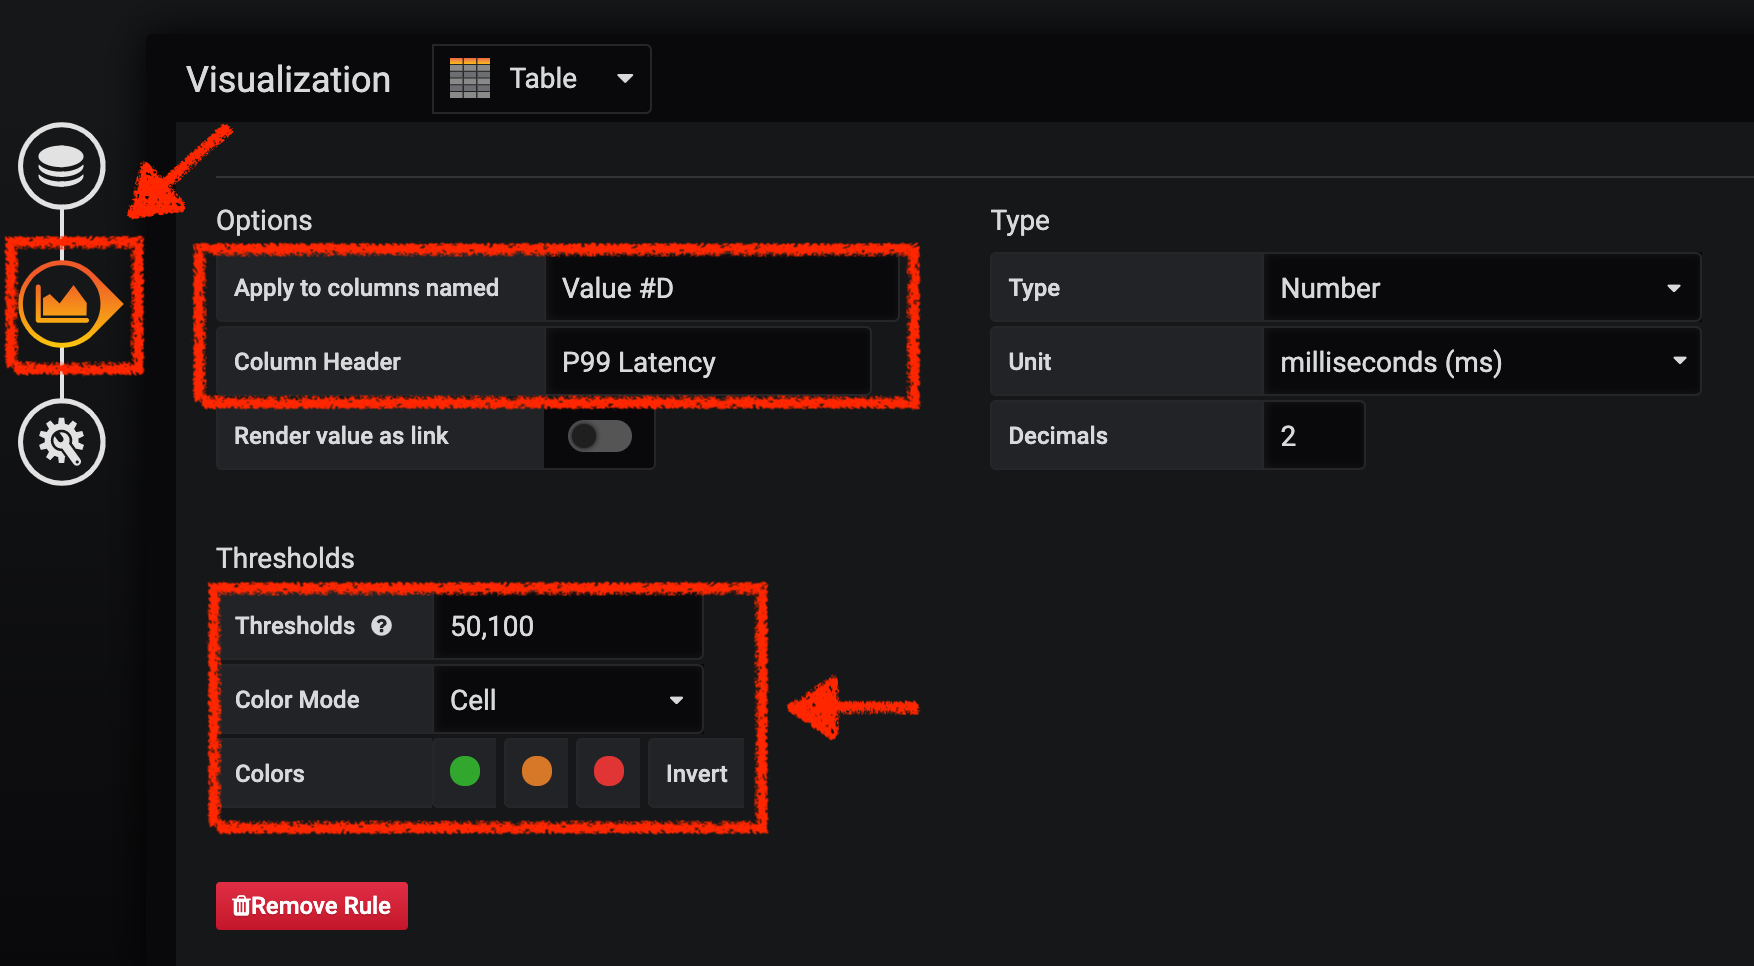 Visualization
Table
Options
Apply to columns named Value #D
Column Header P99 Latency
Render value as link
Type
Type Number
Unit milliseconds (ms)
Decimals 2
Thresholds
Thresholds ? 50,100
Color Mode Cell
Colors Invert
Remove Rule